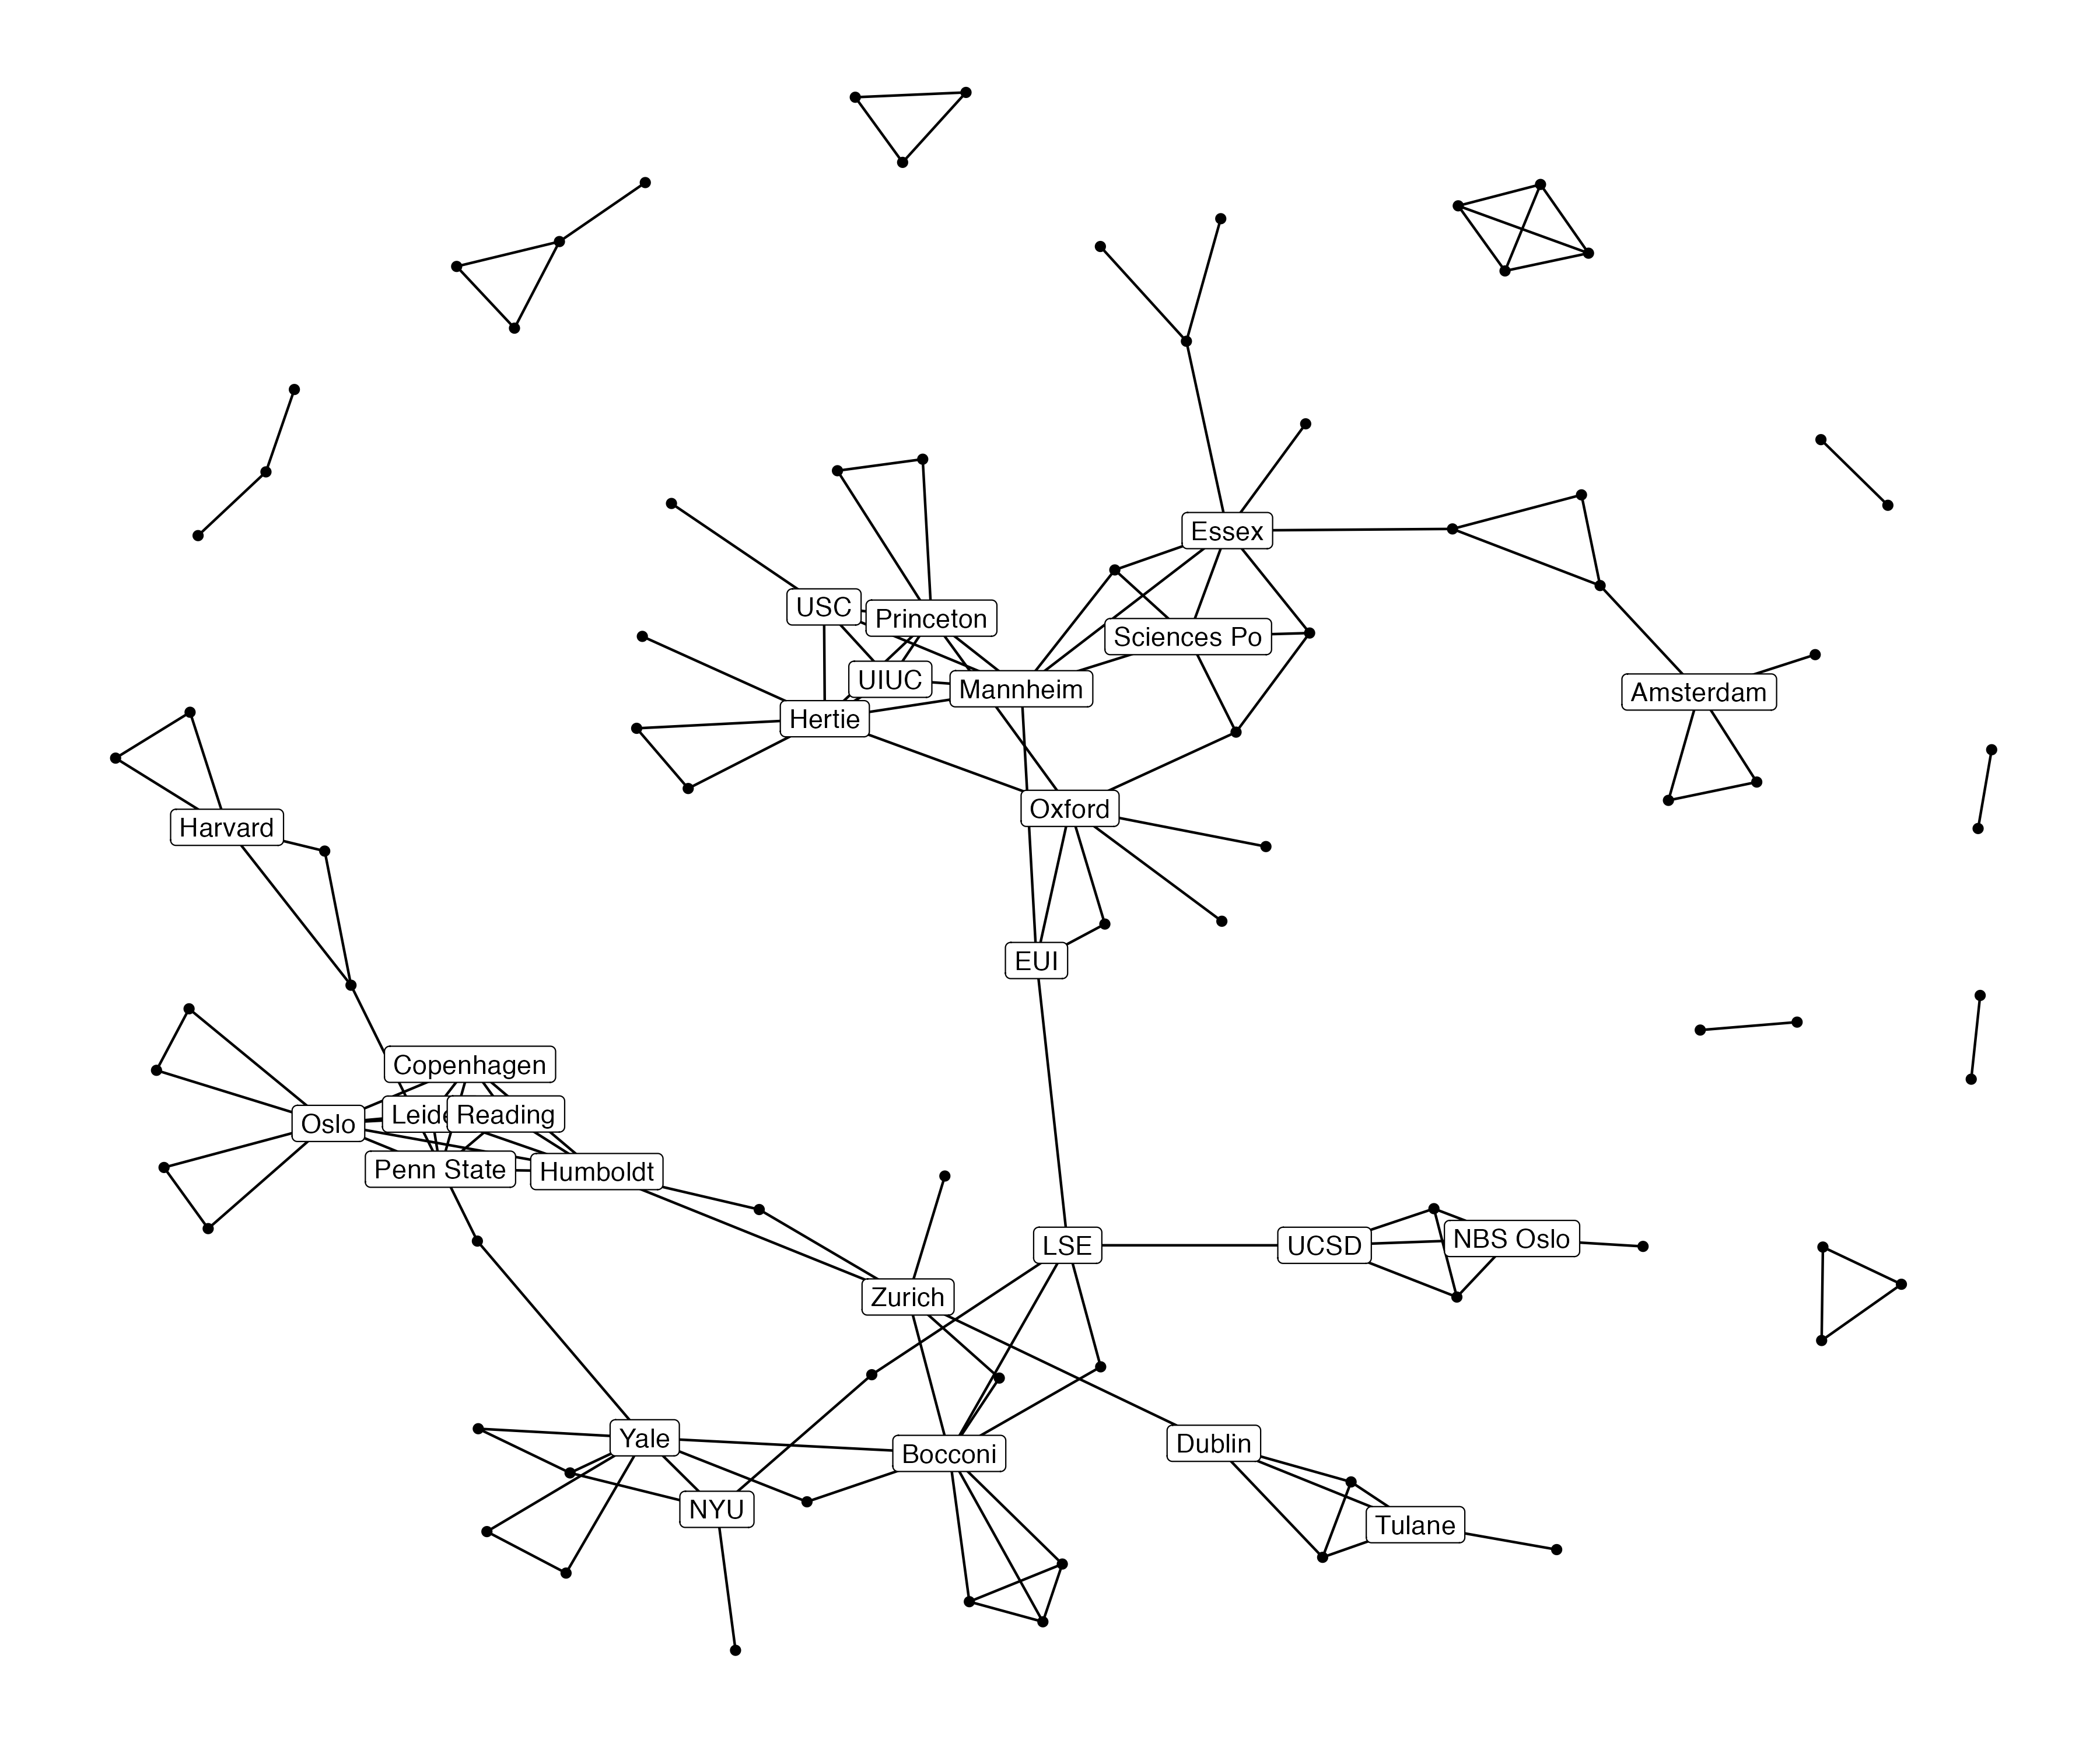 Essex
USC
Princeton
Sciences Po
UIUC
Mannheim
Hertie
Amsterdam
Oxford
Harvard
EUI
Copenhagen
Leide
Reading
Oslo
Penn State
Humboldt
LSE
UCSD
NBS Oslo
Zurich
Yale
Bocconi
Dublin
NYU
Tulane